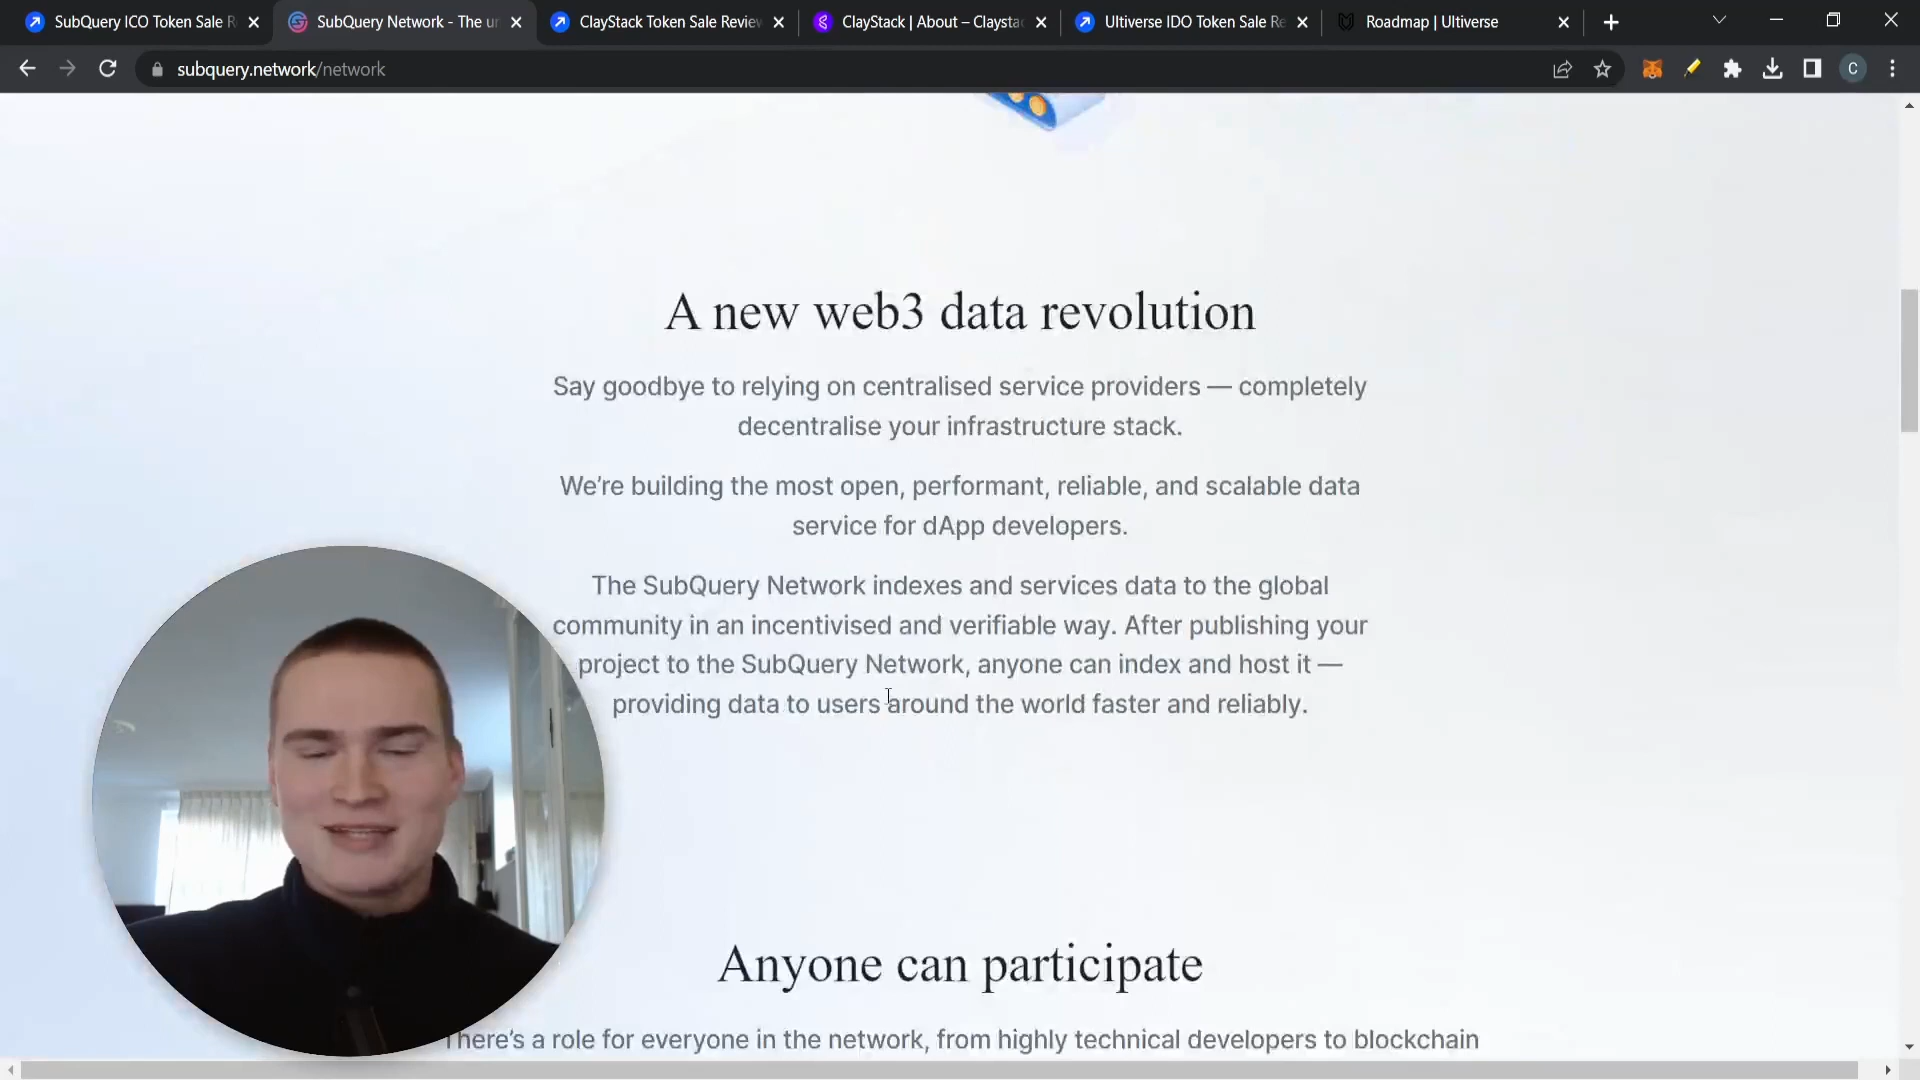 SubQuery ICO Token Sale R
SubQuery Network - The un
ClayStack Token Sale Review
ClayStack | About – Claysta
Ultiverse IDO Token Sale Re
Roadmap | Ultiverse
subquery.network/network
C
A new web3 data revolution
Say goodbye to relying on centralised service providers — completely
decentralise your infrastructure stack.
We’re building the most open, performant, reliable, and scalable data
service for dApp developers.
The SubQuery Network indexes and services data to the global
community in an incentivised and verifiable way. After publishing your
project to the SubQuery Network, anyone can index and host it —
providing data to users around the world faster and reliably.
Anyone can participate
There’s a role for everyone in the network, from highly technical developers to blockchain